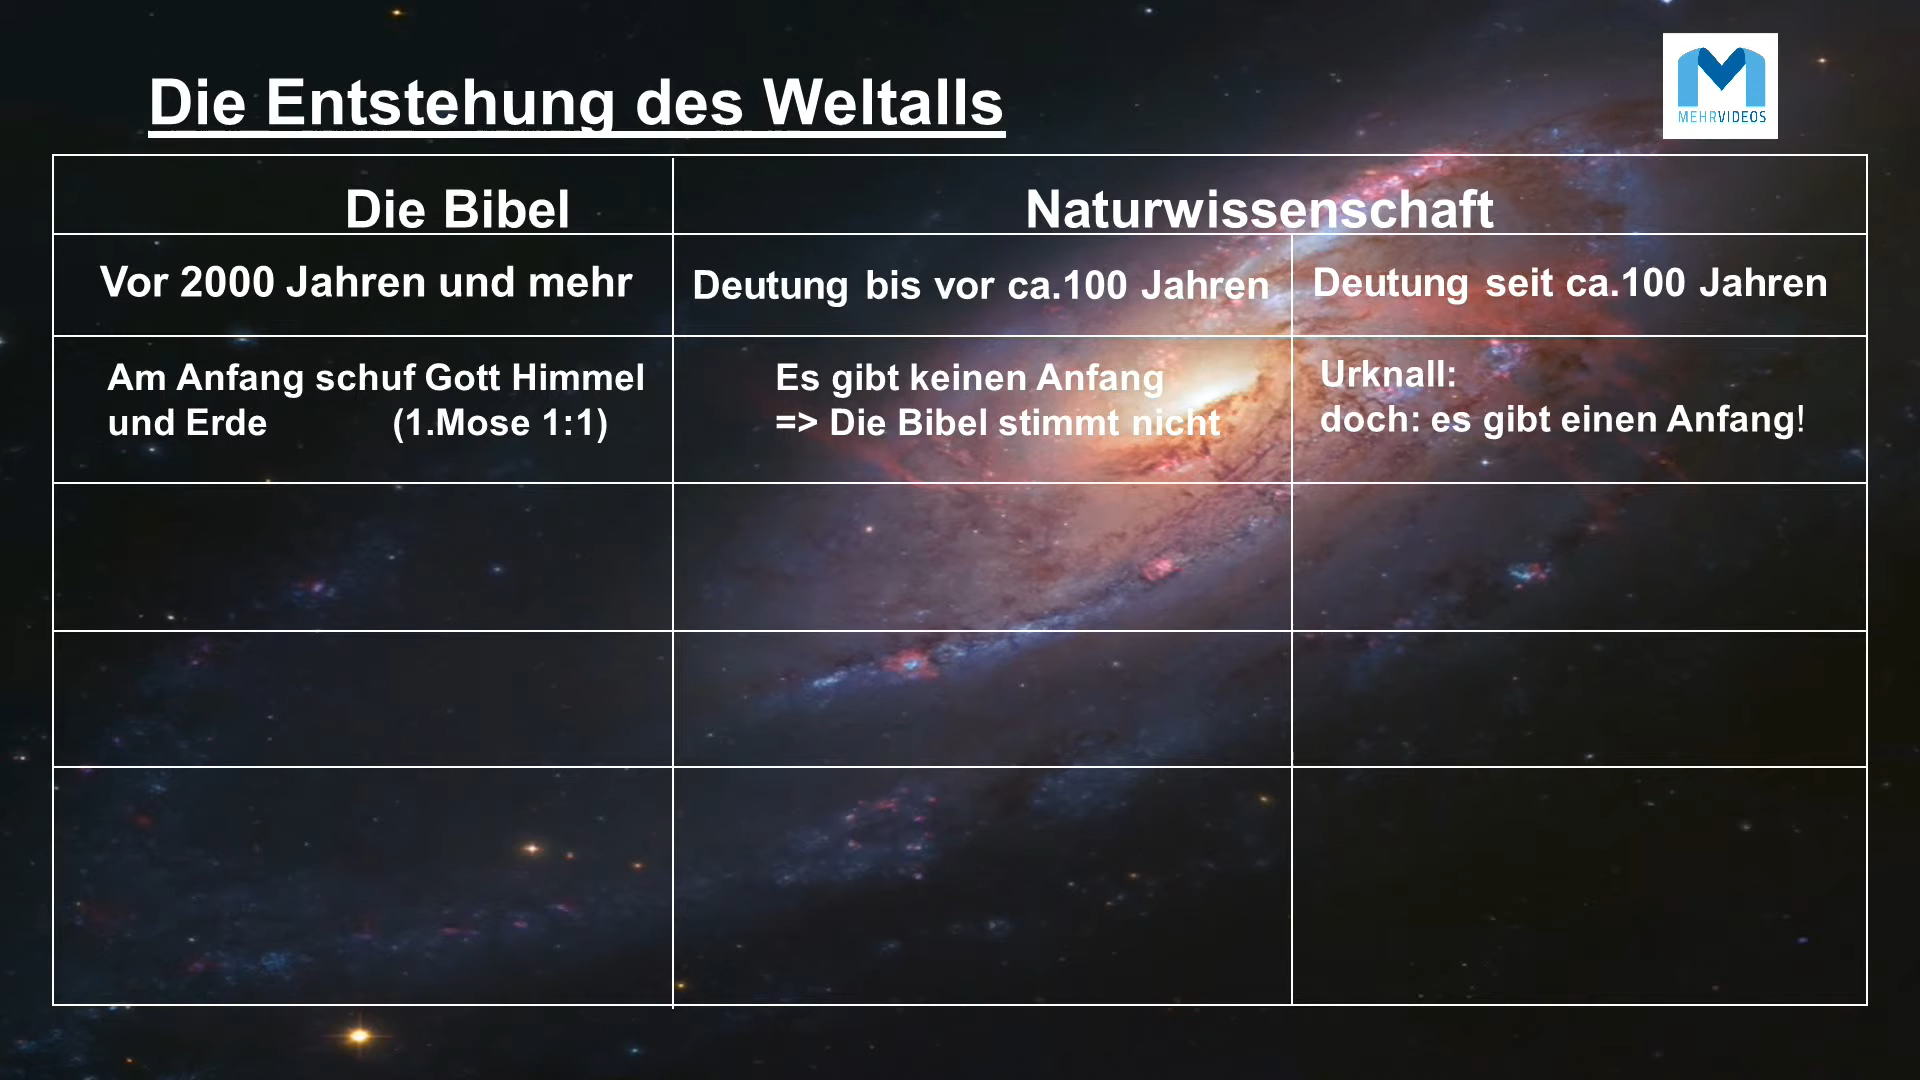 Die Entstehung des Weltalls
MEHRVIDEOS
Die Bibel
Naturwissenschaft
Vor 2000 Jahren und mehr
Deutung bis vor ca.100 Jahren
Deutung seit ca.100 Jahren
Am Anfang schuf Gott Himmel
und Erde (1.Mose 1:1)
Es gibt keinen Anfang
=> Die Bibel stimmt nicht
Urknall:
doch: es gibt einen Anfang!